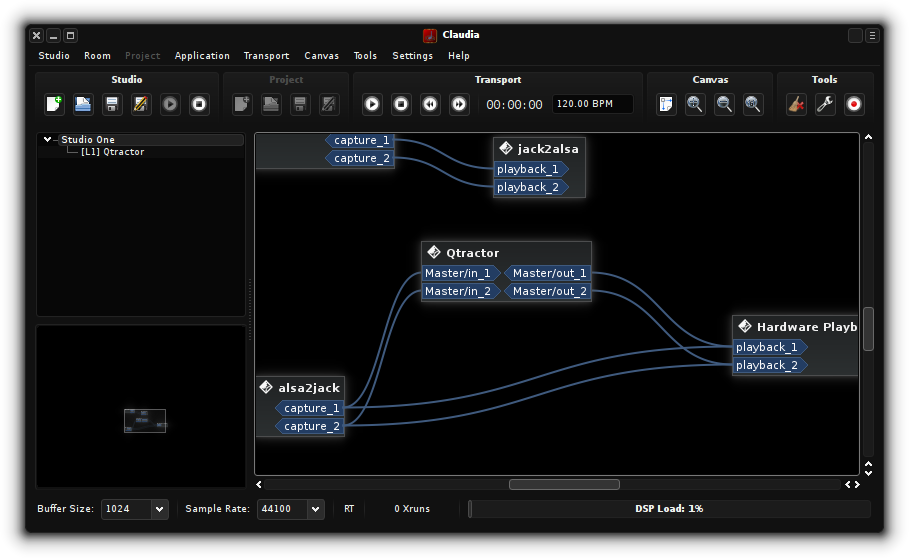 Claudia
Studio Room Project Application Transport Canvas Tools Settings Help
Studio Project Transport Canvas Tools
00:00:00 120.00 BPM
Studio One
[L1] Qtractor
capture_1
capture_2
jack2alsa
playback_1
playback_2
Qtractor
Master/in_1 Master/out_1
Master/in_2 Master/out_2
Hardware Playb
playback_1
playback_2
alsa2jack
capture_1
capture_2
Buffer Size: 1024 Sample Rate: 44100 RT 0 Xruns DSP Load: 1%